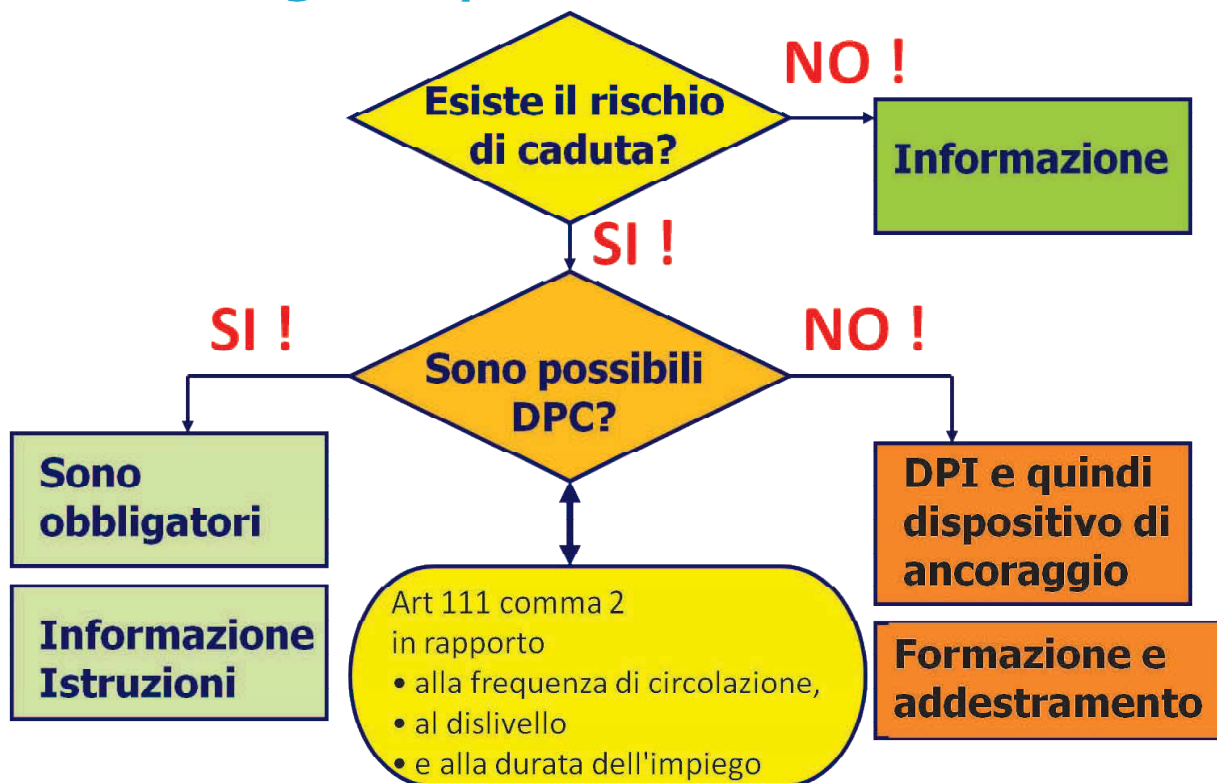 NO !
Esiste il rischio
di caduta?
Informazione
SI !
SI !
NO !
Sono possibili
DPC?
Sono
obbligatori
DPI e quindi
dispositivo di
ancoraggio
Informazione
Istruzioni
Art 111 comma 2
in rapporto
• alla frequenza di circolazione,
• al dislivello
• e alla durata dell'impiego
Formazione e
addestramento